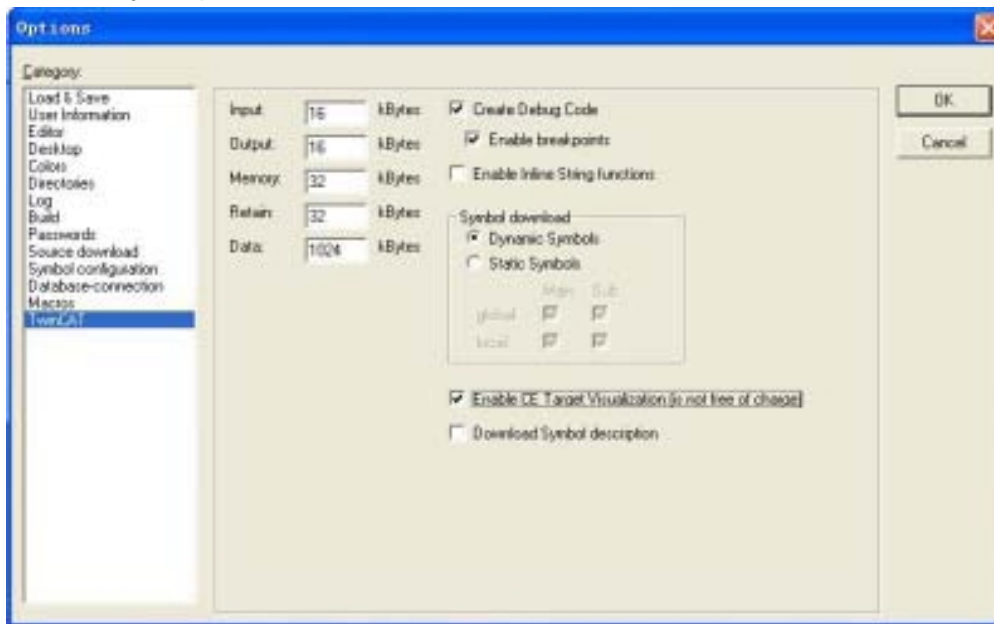 Options
Category:
Load & Save
User Information
Editor
Desktop
Colors
Directories
Log
Build
Passwords
Source download
Symbol configuration
Database-connection
Macros
TwinCAT
Input: 16 kBytes
Output: 16 kBytes
Memory: 32 kBytes
Retain: 32 kBytes
Data: 1024 kBytes
Create Debug Code
Enable breakpoints
Enable Inline String functions
Symbol download
Dynamic Symbols
Static Symbols
Main Sub
global
local
Enable CE Target Visualization (is not free of charge)
Download Symbol description
OK
Cancel